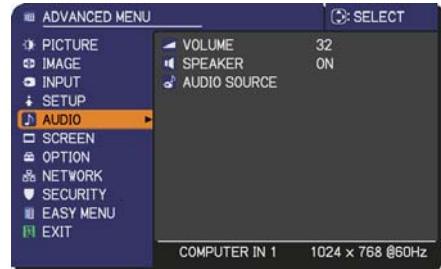 ADVANCED MENU : SELECT
PICTURE
IMAGE
INPUT
SETUP
AUDIO
SCREEN
OPTION
NETWORK
SECURITY
EASY MENU
EXIT
VOLUME 32
SPEAKER ON
AUDIO SOURCE
COMPUTER IN 1 1024 x 768 @60Hz